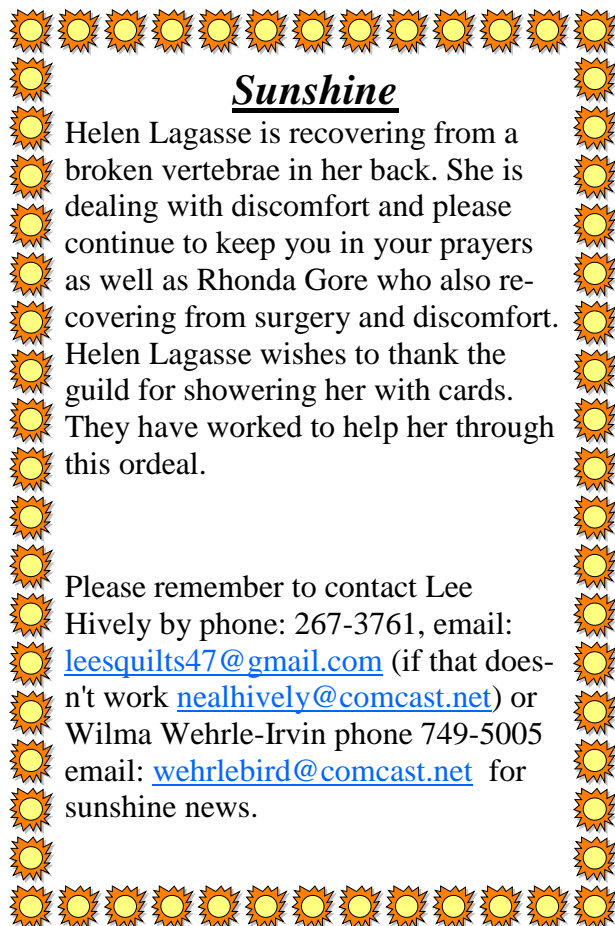 Sunshine
Helen Lagasse is recovering from a
broken vertebrae in her back. She is
dealing with discomfort and please
continue to keep you in your prayers
as well as Rhonda Gore who also re-
covering from surgery and discomfort.
Helen Lagasse wishes to thank the
guild for showering her with cards.
They have worked to help her through
this ordeal.
Please remember to contact Lee
Hively by phone: 267-3761, email:
leesquilts47@gmail.com (if that does-
n't work nealhively@comcast.net) or
Wilma Wehrle-Irvin phone 749-5005
email: wehrlebird@comcast.net for
sunshine news.